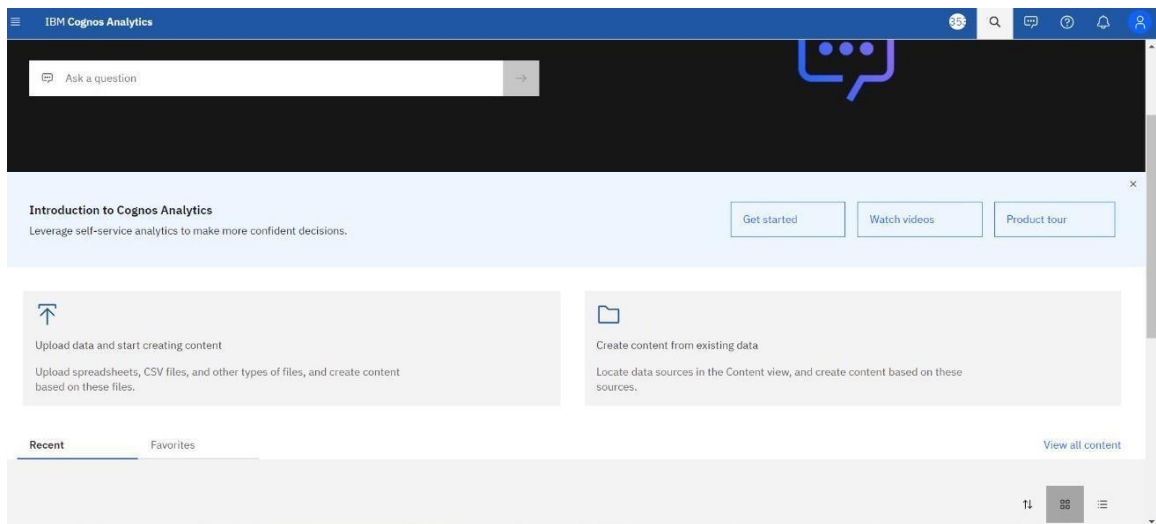 IBM Cognos Analytics
Ask a question
Introduction to Cognos Analytics
Leverage self-service analytics to make more confident decisions.
Get started
Watch videos
Product tour
Upload data and start creating content
Upload spreadsheets, CSV files, and other types of files, and create content
based on these files.
Create content from existing data
Locate data sources in the Content view, and create content based on these
sources.
Recent
Favorites
View all content